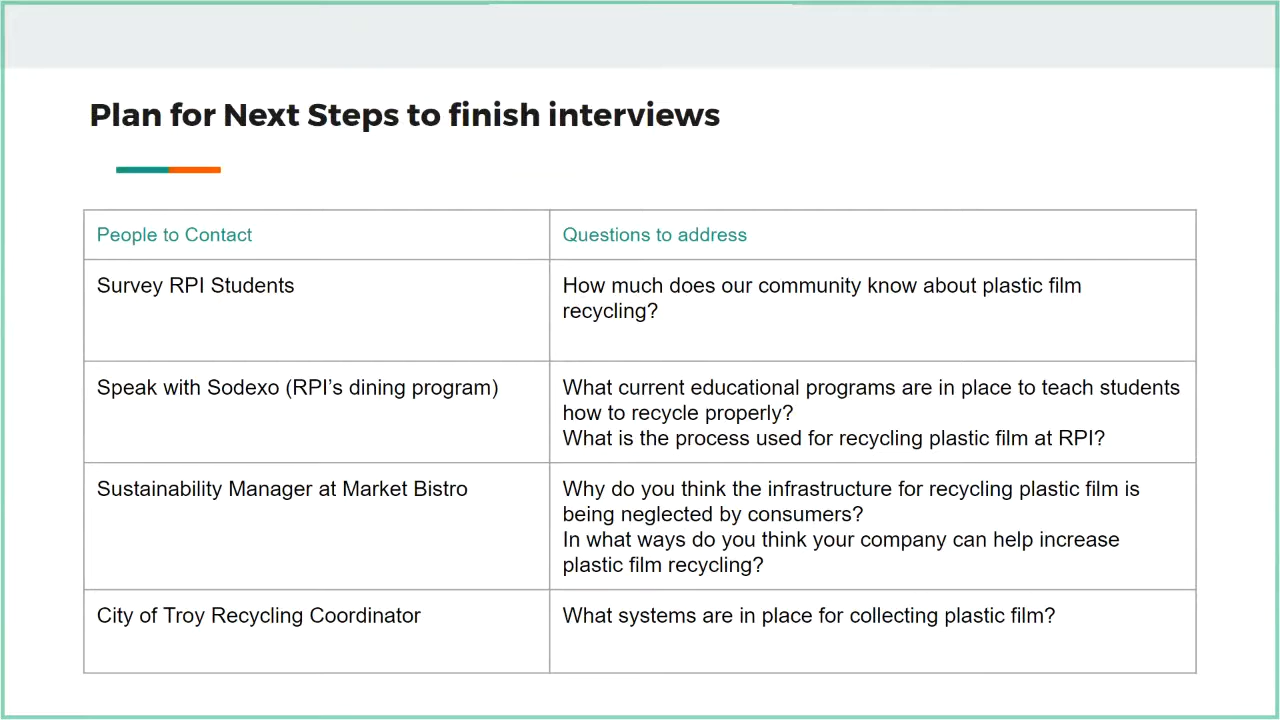 Plan for Next Steps to finish interviews
People to Contact
Questions to address
Survey RPI Students
How much does our community know about plastic film
recycling?
Speak with Sodexo (RPI’s dining program)
What current educational programs are in place to teach students
how to recycle properly?
What is the process used for recycling plastic film at RPI?
Sustainability Manager at Market Bistro
Why do you think the infrastructure for recycling plastic film is
being neglected by consumers?
In what ways do you think your company can help increase
plastic film recycling?
City of Troy Recycling Coordinator
What systems are in place for collecting plastic film?